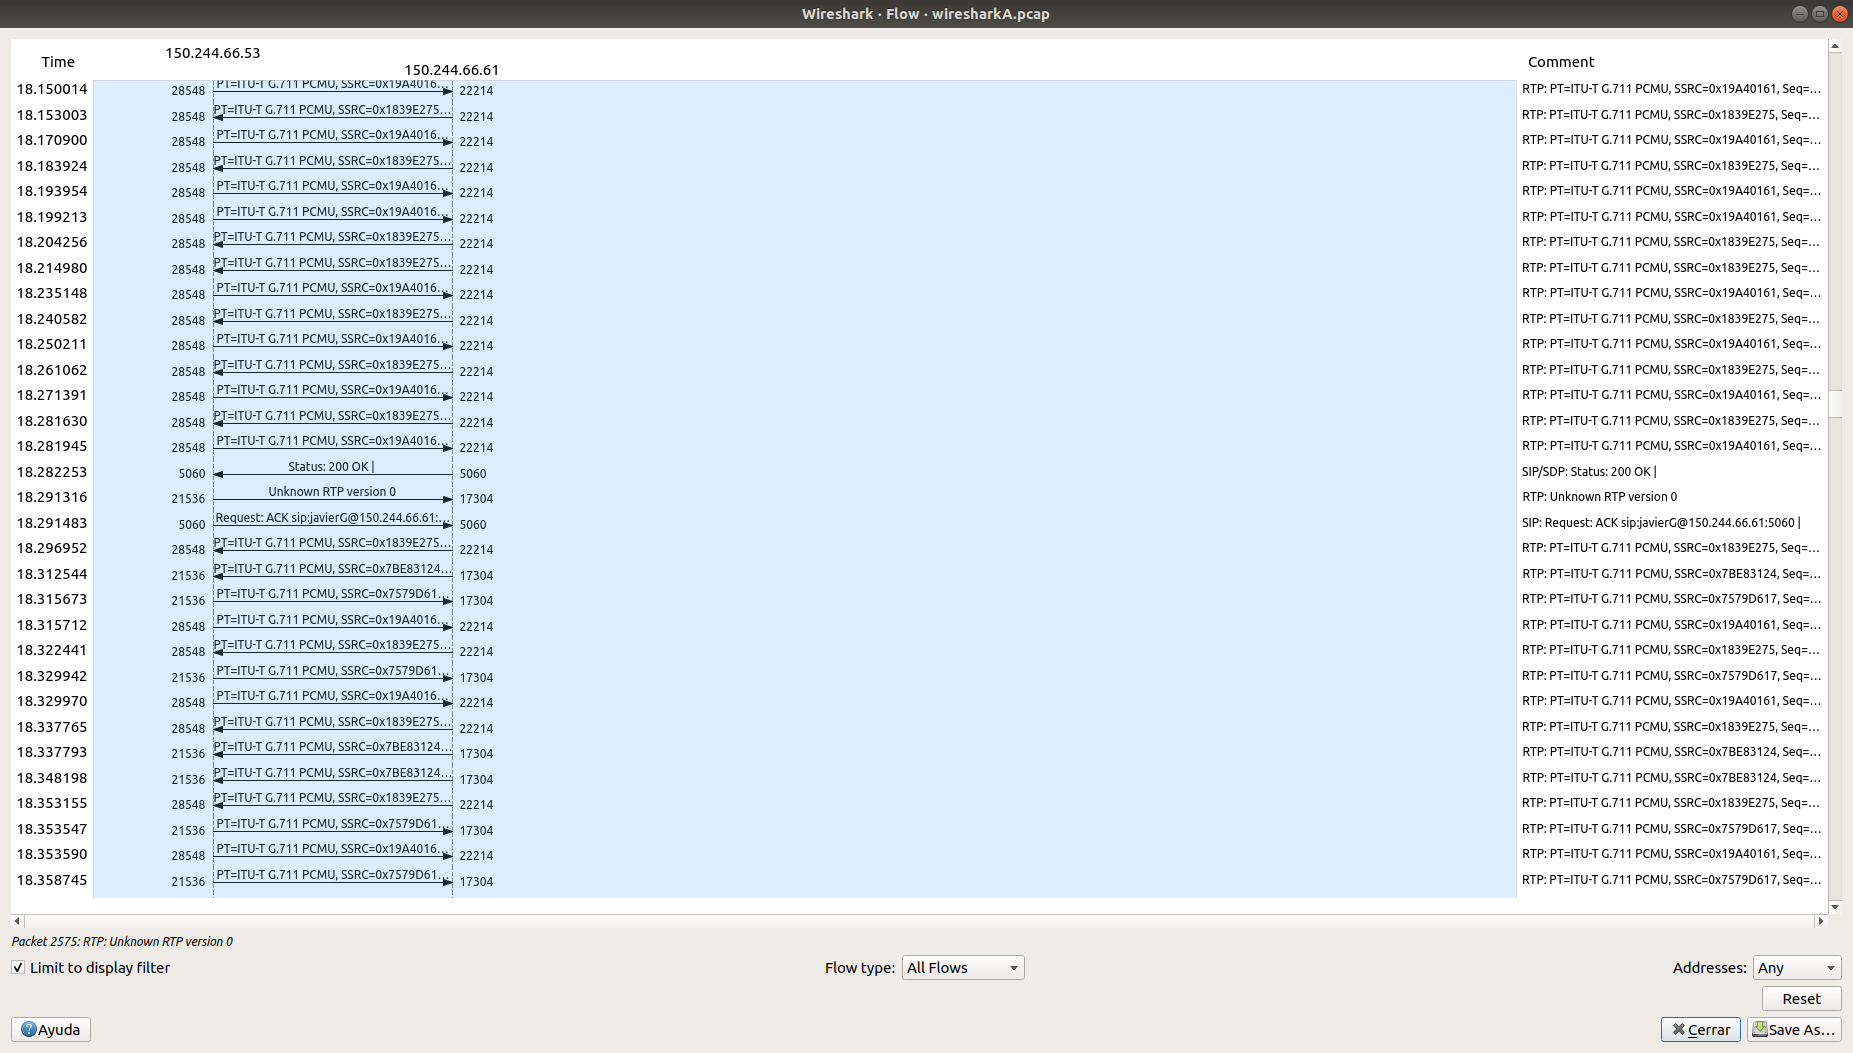 Wireshark · Flow · wiresharkA.pcap
150.244.66.53
Time Comment
150.244.66.61
18.150014 28548 PT=ITU-T G.711 PCMU, SSRC=0x19A4016... 22214 RTP: PT=ITU-T G.711 PCMU, SSRC=0x19A40161, Seq=...
18.153003 28548 PT=ITU-T G.711 PCMU, SSRC=0x1839E275... 22214 RTP: PT=ITU-T G.711 PCMU, SSRC=0x1839E275, Seq=...
18.170900 28548 PT=ITU-T G.711 PCMU, SSRC=0x19A4016... 22214 RTP: PT=ITU-T G.711 PCMU, SSRC=0x19A40161, Seq=...
18.183924 28548 PT=ITU-T G.711 PCMU, SSRC=0x1839E275... 22214 RTP: PT=ITU-T G.711 PCMU, SSRC=0x1839E275, Seq=...
18.193954 28548 PT=ITU-T G.711 PCMU, SSRC=0x19A4016... 22214 RTP: PT=ITU-T G.711 PCMU, SSRC=0x19A40161, Seq=...
18.199213 28548 PT=ITU-T G.711 PCMU, SSRC=0x19A4016... 22214 RTP: PT=ITU-T G.711 PCMU, SSRC=0x19A40161, Seq=...
18.204256 28548 PT=ITU-T G.711 PCMU, SSRC=0x1839E275... 22214 RTP: PT=ITU-T G.711 PCMU, SSRC=0x1839E275, Seq=...
18.214980 28548 PT=ITU-T G.711 PCMU, SSRC=0x1839E275... 22214 RTP: PT=ITU-T G.711 PCMU, SSRC=0x1839E275, Seq=...
18.235148 28548 PT=ITU-T G.711 PCMU, SSRC=0x19A4016... 22214 RTP: PT=ITU-T G.711 PCMU, SSRC=0x19A40161, Seq=...
18.240582 28548 PT=ITU-T G.711 PCMU, SSRC=0x1839E275... 22214 RTP: PT=ITU-T G.711 PCMU, SSRC=0x1839E275, Seq=...
18.250211 28548 PT=ITU-T G.711 PCMU, SSRC=0x19A4016... 22214 RTP: PT=ITU-T G.711 PCMU, SSRC=0x19A40161, Seq=...
18.261062 28548 PT=ITU-T G.711 PCMU, SSRC=0x1839E275... 22214 RTP: PT=ITU-T G.711 PCMU, SSRC=0x1839E275, Seq=...
18.271391 28548 PT=ITU-T G.711 PCMU, SSRC=0x19A4016... 22214 RTP: PT=ITU-T G.711 PCMU, SSRC=0x19A40161, Seq=...
18.281630 28548 PT=ITU-T G.711 PCMU, SSRC=0x1839E275... 22214 RTP: PT=ITU-T G.711 PCMU, SSRC=0x1839E275, Seq=...
18.281945 28548 PT=ITU-T G.711 PCMU, SSRC=0x19A4016... 22214 RTP: PT=ITU-T G.711 PCMU, SSRC=0x19A40161, Seq=...
18.282253 5060 Status: 200 OK | 5060 SIP/SDP: Status: 200 OK |
18.291316 21536 Unknown RTP version 0 17304 RTP: Unknown RTP version 0
18.291483 5060 Request: ACK sip:javierG@150.244.66.61:... 5060 SIP: Request: ACK sip:javierG@150.244.66.61:5060 |
18.296952 28548 PT=ITU-T G.711 PCMU, SSRC=0x1839E275... 22214 RTP: PT=ITU-T G.711 PCMU, SSRC=0x1839E275, Seq=...
18.312544 21536 PT=ITU-T G.711 PCMU, SSRC=0x7BE83124... 17304 RTP: PT=ITU-T G.711 PCMU, SSRC=0x7BE83124, Seq=...
18.315673 21536 PT=ITU-T G.711 PCMU, SSRC=0x7579D61... 17304 RTP: PT=ITU-T G.711 PCMU, SSRC=0x7579D617, Seq=...
18.315712 28548 PT=ITU-T G.711 PCMU, SSRC=0x19A4016... 22214 RTP: PT=ITU-T G.711 PCMU, SSRC=0x19A40161, Seq=...
18.322441 28548 PT=ITU-T G.711 PCMU, SSRC=0x1839E275... 22214 RTP: PT=ITU-T G.711 PCMU, SSRC=0x1839E275, Seq=...
18.329942 21536 PT=ITU-T G.711 PCMU, SSRC=0x7579D61... 17304 RTP: PT=ITU-T G.711 PCMU, SSRC=0x7579D617, Seq=...
18.329970 28548 PT=ITU-T G.711 PCMU, SSRC=0x19A4016... 22214 RTP: PT=ITU-T G.711 PCMU, SSRC=0x19A40161, Seq=...
18.337765 28548 PT=ITU-T G.711 PCMU, SSRC=0x1839E275... 22214 RTP: PT=ITU-T G.711 PCMU, SSRC=0x1839E275, Seq=...
18.337793 21536 PT=ITU-T G.711 PCMU, SSRC=0x7BE83124... 17304 RTP: PT=ITU-T G.711 PCMU, SSRC=0x7BE83124, Seq=...
18.348198 21536 PT=ITU-T G.711 PCMU, SSRC=0x7BE83124... 17304 RTP: PT=ITU-T G.711 PCMU, SSRC=0x7BE83124, Seq=...
18.353155 28548 PT=ITU-T G.711 PCMU, SSRC=0x1839E275... 22214 RTP: PT=ITU-T G.711 PCMU, SSRC=0x1839E275, Seq=...
18.353547 21536 PT=ITU-T G.711 PCMU, SSRC=0x7579D61... 17304 RTP: PT=ITU-T G.711 PCMU, SSRC=0x7579D617, Seq=...
18.353590 28548 PT=ITU-T G.711 PCMU, SSRC=0x19A4016... 22214 RTP: PT=ITU-T G.711 PCMU, SSRC=0x19A40161, Seq=...
18.358745 21536 PT=ITU-T G.711 PCMU, SSRC=0x7579D61... 17304 RTP: PT=ITU-T G.711 PCMU, SSRC=0x7579D617, Seq=...
Packet 2575: RTP: Unknown RTP version 0
Limit to display filter Flow type: All Flows Addresses: Any
Reset
Ayuda Cerrar Save As...